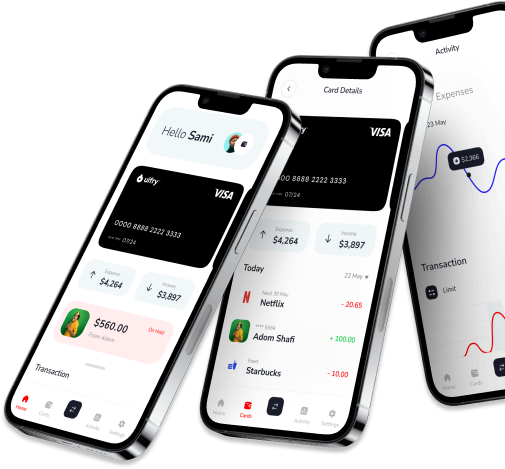 Hello Sami
uifry
VISA
0000 8888 2222 3333
07/24
Expense
$4,264
Income
$3,897
$560.00
From Adom
On Hold
Transaction
Home
Cards
Activity
Settings
Card Details
VISA
8888 2222 3333
07/24
Expense
$4,264
Income
$3,897
Today
22 May
Next 30 May
Netflix
- 20.65
**** 9884
Adom Shafi
+ 100.00
Food
Starbucks
- 10.00
Home
Cards
Activity
Settings
Activity
Expenses
23 May
$2,366
Transaction
Limit
Home
Cards